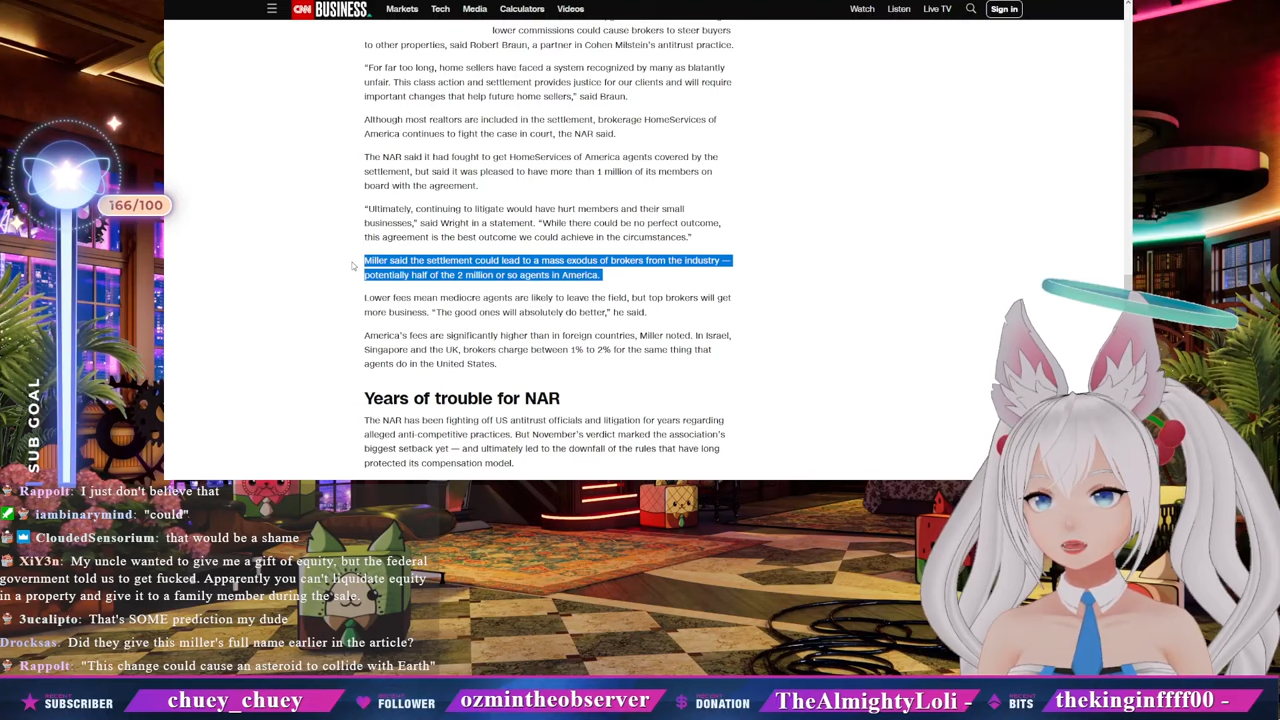 CNN BUSINESS Markets Tech Media Calculators Videos Watch Listen Live TV Sign in
lower commissions could cause brokers to steer buyers
to other properties, said Robert Braun, a partner in Cohen Milstein's antitrust practice.
“For far too long, home sellers have faced a system recognized by many as blatantly
unfair. This class action and settlement provides justice for our clients and will require
important changes that help future home sellers,” said Braun.
Although most realtors are included in the settlement, brokerage HomeServices of
America continues to fight the case in court, the NAR said.
The NAR said it had fought to get HomeServices of America agents covered by the
settlement, but said it was pleased to have more than 1 million of its members on
board with the agreement.
“Ultimately, continuing to litigate would have hurt members and their small
businesses,” said Wright in a statement. “While there could be no perfect outcome,
this agreement is the best outcome we could achieve in the circumstances.”
Miller said the settlement could lead to a mass exodus of brokers from the industry —
potentially half of the 2 million or so agents in America.
Lower fees mean mediocre agents are likely to leave the field, but top brokers will get
more business. “The good ones will absolutely do better,” he said.
America's fees are significantly higher than in foreign countries, Miller noted. In Israel,
Singapore and the UK, brokers charge between 1% to 2% for the same thing that
agents do in the United States.
Years of trouble for NAR
The NAR has been fighting off US antitrust officials and litigation for years regarding
alleged anti-competitive practices. But November's verdict marked the association's
biggest setback yet — and ultimately led to the downfall of the rules that have long
protected its compensation model.
166/100
SUB GOAL
Rappolt: I just don't believe that
iambinarymind: "could"
CloudedSensorium: that would be a shame
XiY3n: My uncle wanted to give me a gift of equity, but the federal
government told us to get fucked. Apparently you can't liquidate equity
in a property and give it to a family member during the sale.
3ucalipto: That's SOME prediction my dude
Drocksas: Did they give this miller's full name earlier in the article?
Rappolt: "This change could cause an asteroid to collide with Earth"
RECENT SUBSCRIBER chuey_chuey RECENT FOLLOWER ozmintheobserver RECENT DONATION TheAlmightyLoli - RECENT BITS thekinginffff00 -